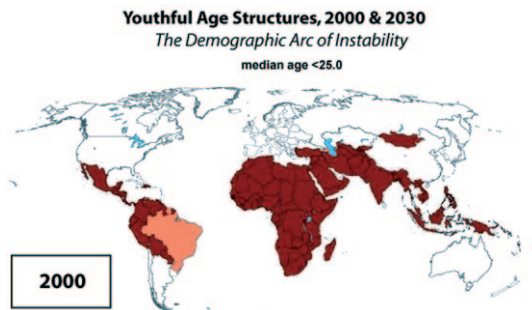 Youthful Age Structures, 2000 & 2030
The Demographic Arc of Instability
median age <25.0
2000